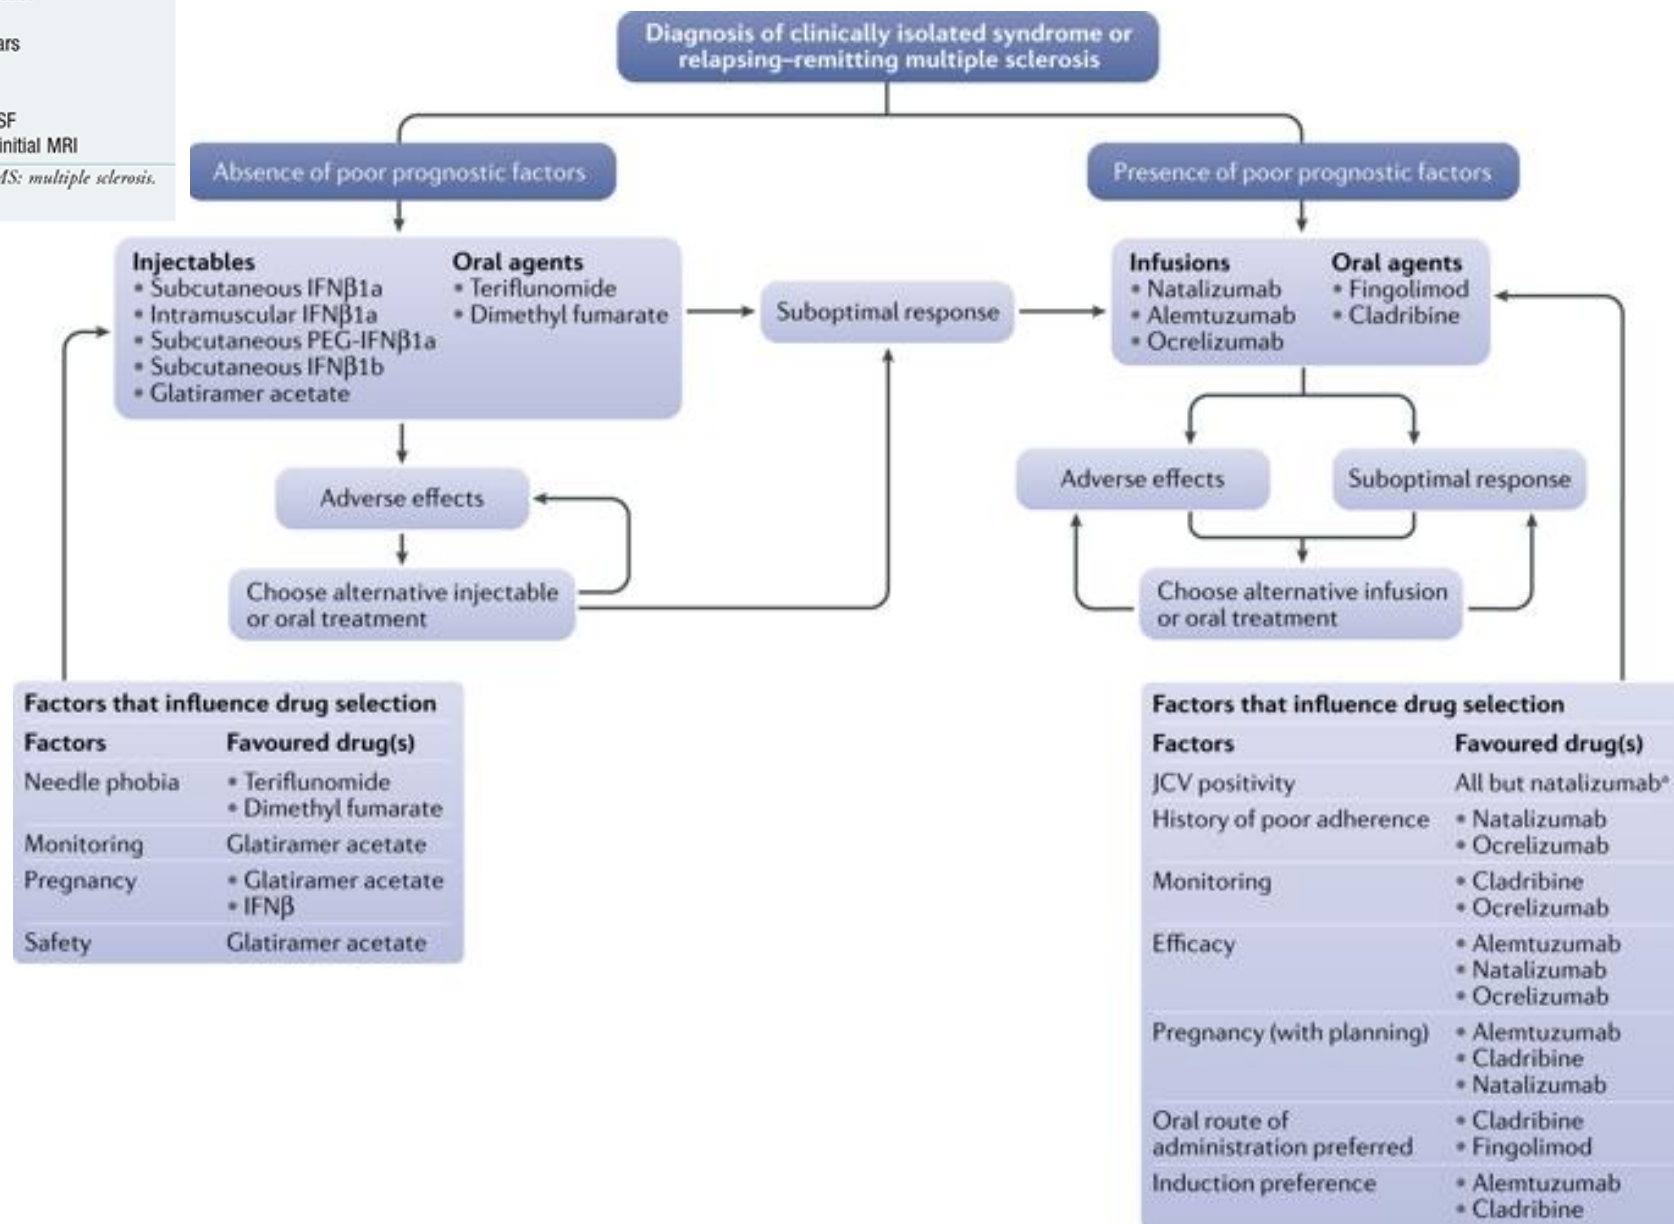 ars
SF
initial MRI
MS: multiple sclerosis.
Diagnosis of clinically isolated syndrome or
relapsing–remitting multiple sclerosis
Absence of poor prognostic factors
Presence of poor prognostic factors
Injectables
• Subcutaneous IFNβ1a
• Intramuscular IFNβ1a
• Subcutaneous PEG-IFNβ1a
• Subcutaneous IFNβ1b
• Glatiramer acetate
Oral agents
• Teriflunomide
• Dimethyl fumarate
Suboptimal response
Infusions
• Natalizumab
• Alemtuzumab
• Ocrelizumab
Oral agents
• Fingolimod
• Cladribine
Adverse effects
Choose alternative injectable
or oral treatment
Adverse effects
Suboptimal response
Choose alternative infusion
or oral treatment
Factors that influence drug selection
Factors Favoured drug(s)
Needle phobia • Teriflunomide
• Dimethyl fumarate
Monitoring Glatiramer acetate
Pregnancy • Glatiramer acetate
• IFNβ
Safety Glatiramer acetate
Factors that influence drug selection
Factors Favoured drug(s)
JCV positivity All but natalizumabᵃ
History of poor adherence • Natalizumab
• Ocrelizumab
Monitoring • Cladribine
• Ocrelizumab
Efficacy • Alemtuzumab
• Natalizumab
• Ocrelizumab
Pregnancy (with planning) • Alemtuzumab
• Cladribine
• Natalizumab
Oral route of • Cladribine
administration preferred • Fingolimod
Induction preference • Alemtuzumab
• Cladribine